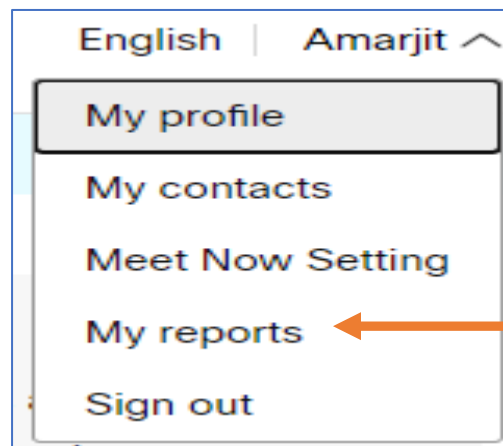 English | Amarjit
My profile
My contacts
Meet Now Setting
My reports
Sign out